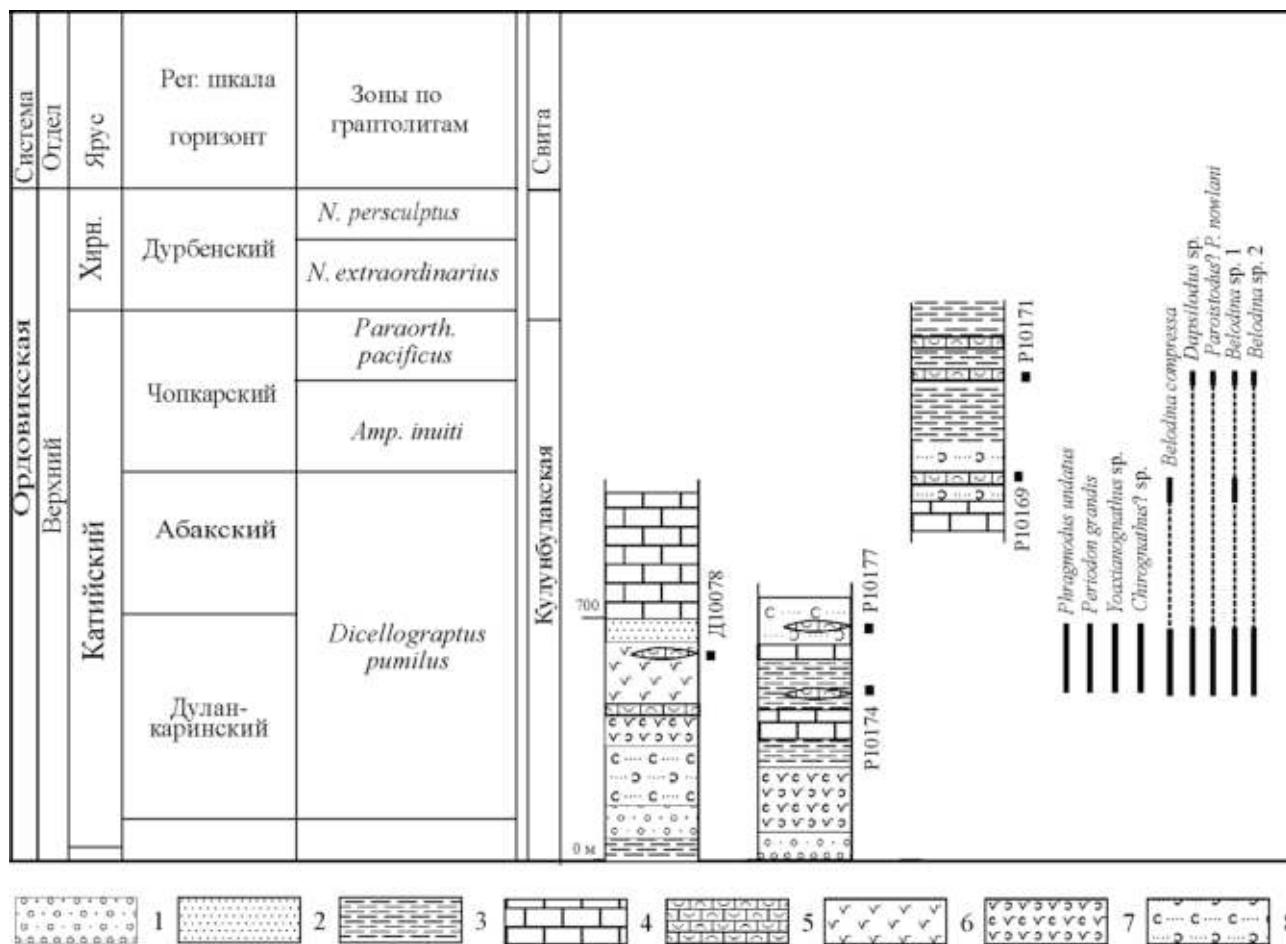 Система
Отдел
Ярус
Рег. шкала
горизонт
Зоны по
граптолитам
Свита
Ордовикская
Верхний
Хирн.
Катийский
Дурбенский
Чопкарский
Абакский
Дулан-
каринский
N. persculptus
N. extraordinarius
Paraorth.
pacificus
Amp. inuiti
Dicellograptus
pumilus
Кулунбулакская
700
0 м
Д10078
P10177
P10174
P10171
P10169
Phragmodus undatus
Periodon grandis
Yoaxianognathus sp.
Chirognathus? sp.
Belodina compressa
Dapsilodus sp.
Paroistodus? P. nowlani
Belodina sp. 1
Belodina sp. 2
1
2
3
4
5
6
7